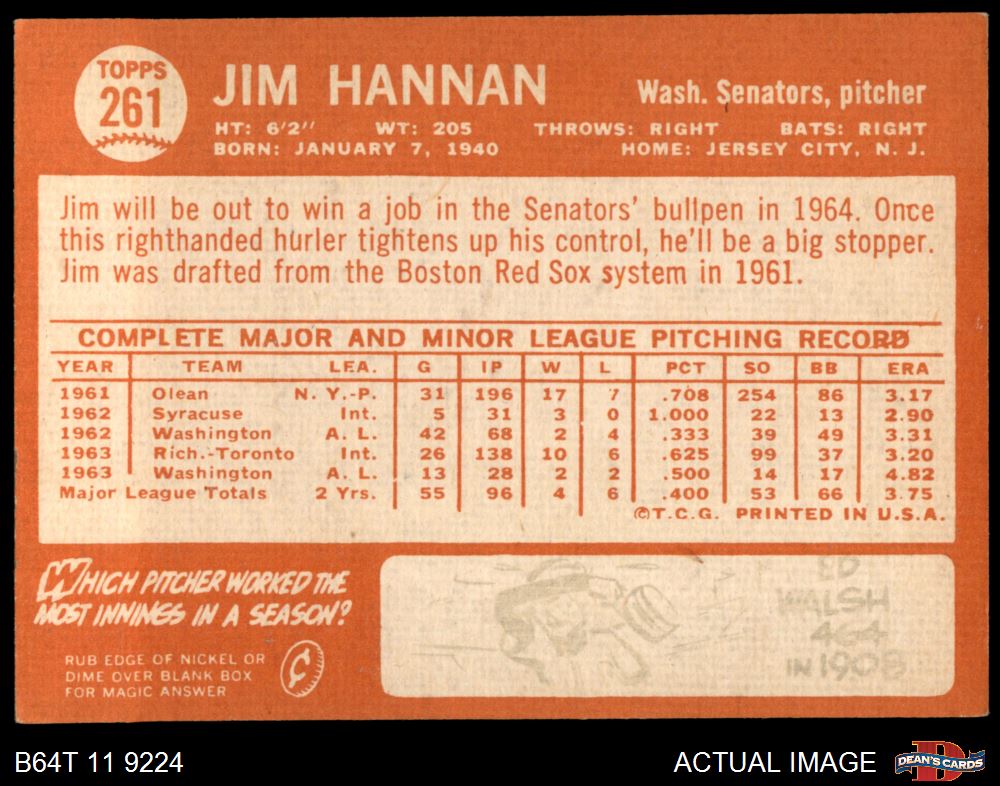 TOPPS
261
JIM HANNAN
Wash. Senators, pitcher
HT: 6'2" WT: 205 THROWS: RIGHT BATS: RIGHT
BORN: JANUARY 7, 1940 HOME: JERSEY CITY, N. J.
Jim will be out to win a job in the Senators' bullpen in 1964. Once
this righthanded hurler tightens up his control, he'll be a big stopper.
Jim was drafted from the Boston Red Sox system in 1961.
COMPLETE MAJOR AND MINOR LEAGUE PITCHING RECORD
YEAR TEAM LEA. G IP W L PCT SO BB ERA
1961 Olean N. Y.-P. 31 196 17 7 .708 254 86 3.17
1962 Syracuse Int. 5 31 3 0 1.000 22 13 2.90
1962 Washington A. L. 42 68 2 4 .333 39 49 3.31
1963 Rich.-Toronto Int. 26 138 10 6 .625 99 37 3.20
1963 Washington A. L. 13 28 2 2 .500 14 17 4.82
Major League Totals 2 Yrs. 55 96 4 6 .400 53 66 3.75
©T.C.G. PRINTED IN U.S.A.
WHICH PITCHER WORKED THE
MOST INNINGS IN A SEASON?
RUB EDGE OF NICKEL OR
DIME OVER BLANK BOX
FOR MAGIC ANSWER
¢
ED
WALSH
464
IN 1908
B64T 11 9224
ACTUAL IMAGE
D
DEAN'S CARDS